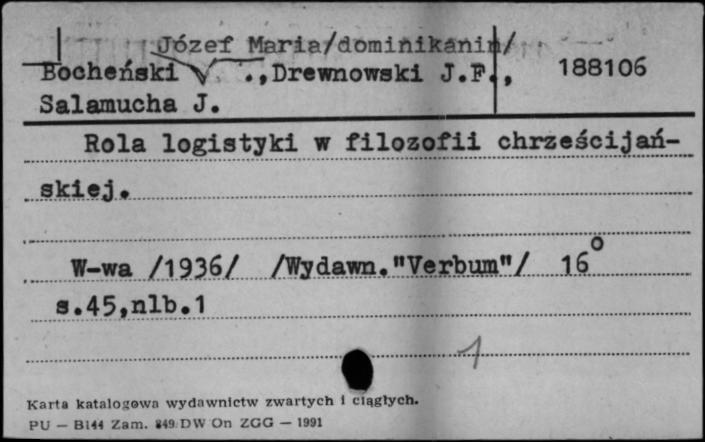 Józef Maria/dominikanin/
Bocheński .,Drewnowski J.F., 188106
Salamucha J.
Rola logistyki w filozofii chrześcijań-
skiej.
W-wa /1936/ /Wydawn."Verbum"/ 16°
s.45,nlb.1
1
Karta katalogowa wydawnictw zwartych i ciągłych.
PU — B144 Zam. 849/DW On ZGG — 1991